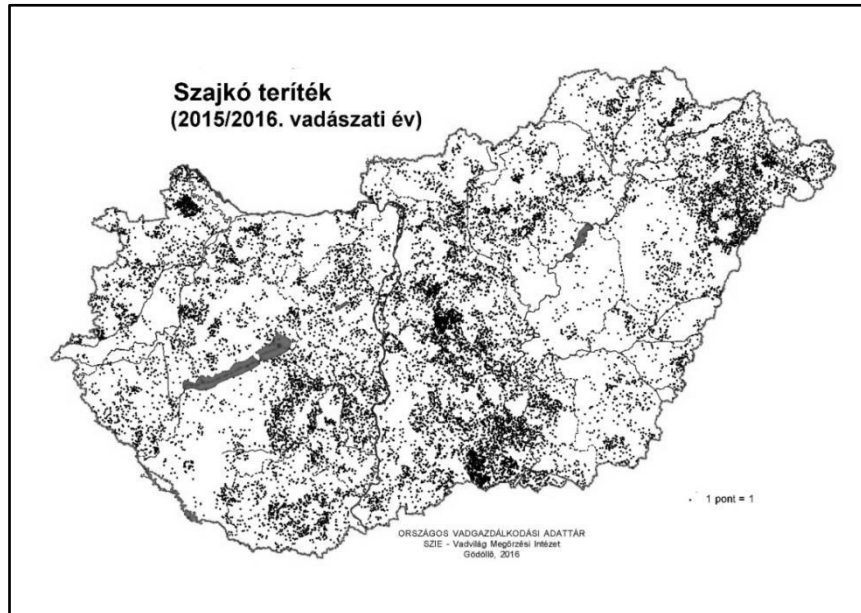 Szajkó teríték
(2015/2016. vadászati év)
1 pont = 1
ORSZÁGOS VADGAZDÁLKODÁSI ADATTÁR
SZIE - Vadvilág Megőrzési Intézet
Gödöllő, 2016